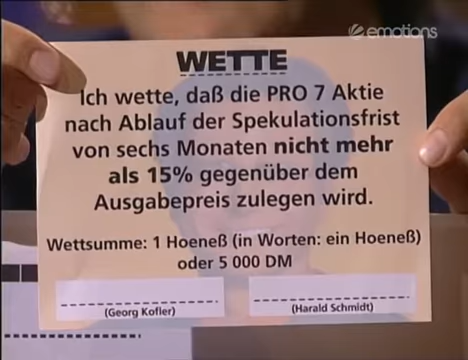 emotions
WETTE
Ich wette, daß die PRO 7 Aktie
nach Ablauf der Spekulationsfrist
von sechs Monaten nicht mehr
als 15% gegenüber dem
Ausgabepreis zulegen wird.
Wettsumme: 1 Hoeneß (in Worten: ein Hoeneß)
oder 5 000 DM
(Georg Kofler) (Harald Schmidt)